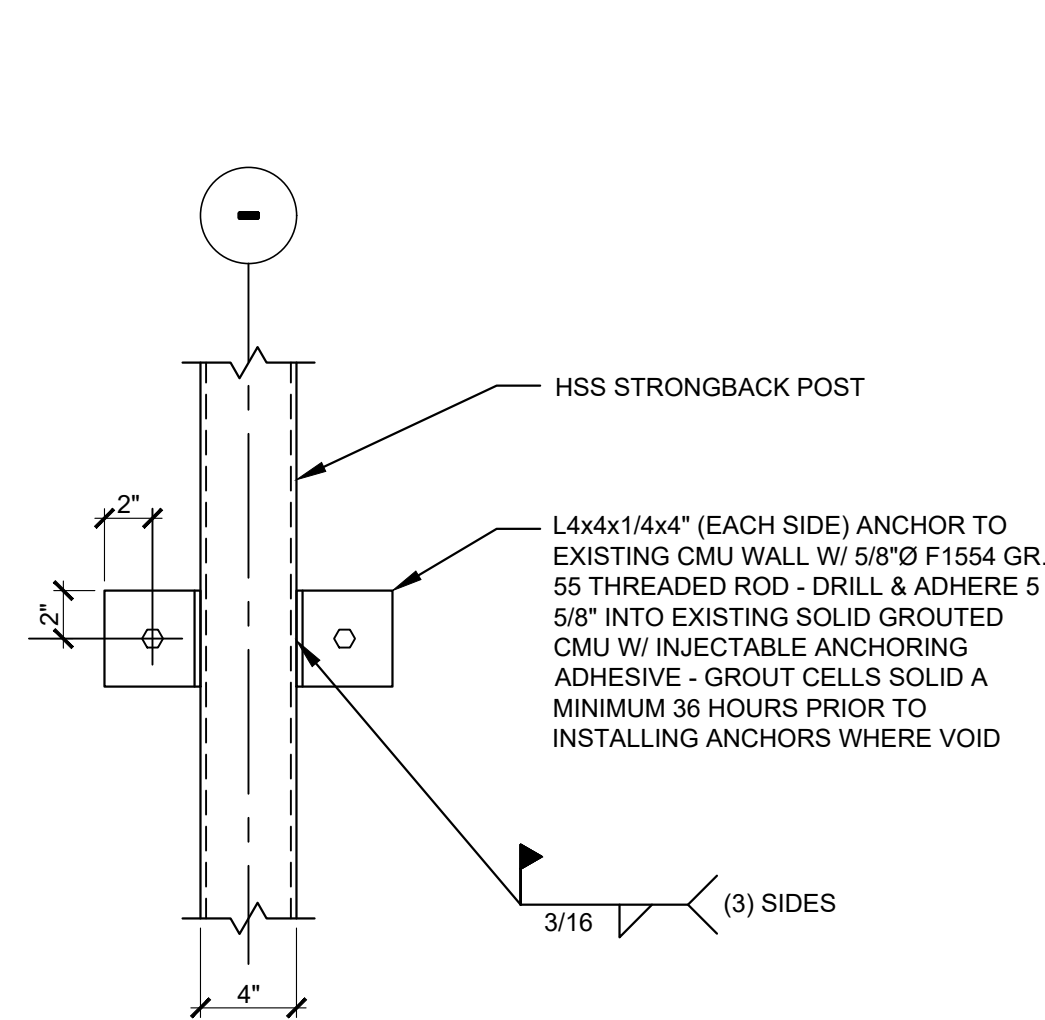 -
HSS STRONGBACK POST
2"
L4x4x1/4x4" (EACH SIDE) ANCHOR TO
EXISTING CMU WALL W/ 5/8"Ø F1554 GR.
55 THREADED ROD - DRILL & ADHERE 5
5/8" INTO EXISTING SOLID GROUTED
CMU W/ INJECTABLE ANCHORING
ADHESIVE - GROUT CELLS SOLID A
MINIMUM 36 HOURS PRIOR TO
INSTALLING ANCHORS WHERE VOID
2"
3/16
(3) SIDES
4"